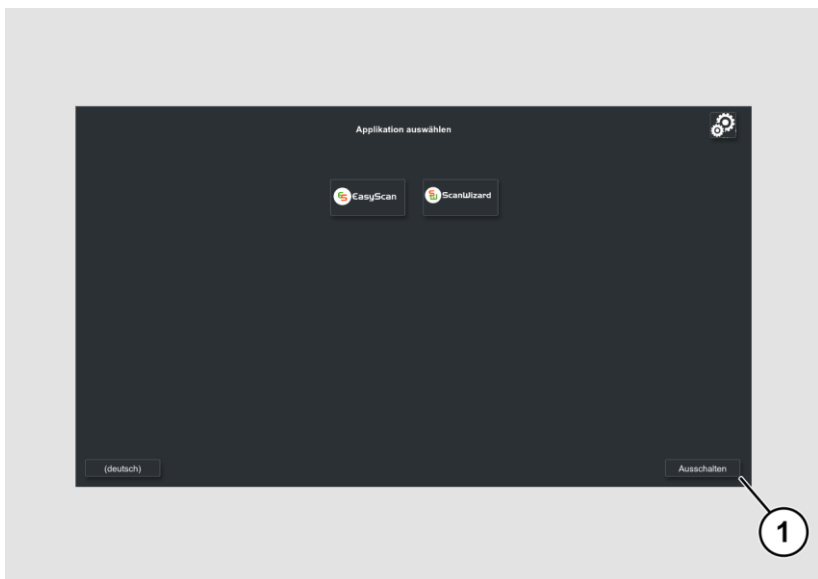 Applikation auswählen
EasyScan
ScanWizard
(deutsch)
Ausschalten
1